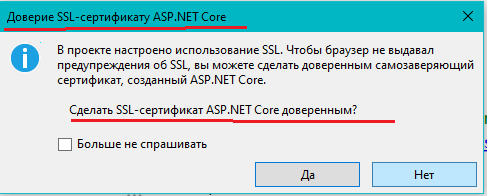 Доверие SSL-сертификату ASP.NET Core
В проекте настроено использование SSL. Чтобы браузер не выдавал
предупреждения об SSL, вы можете сделать доверенным самозаверяющий
сертификат, созданный ASP.NET Core.
Сделать SSL-сертификат ASP.NET Core доверенным?
Больше не спрашивать
Да
Нет